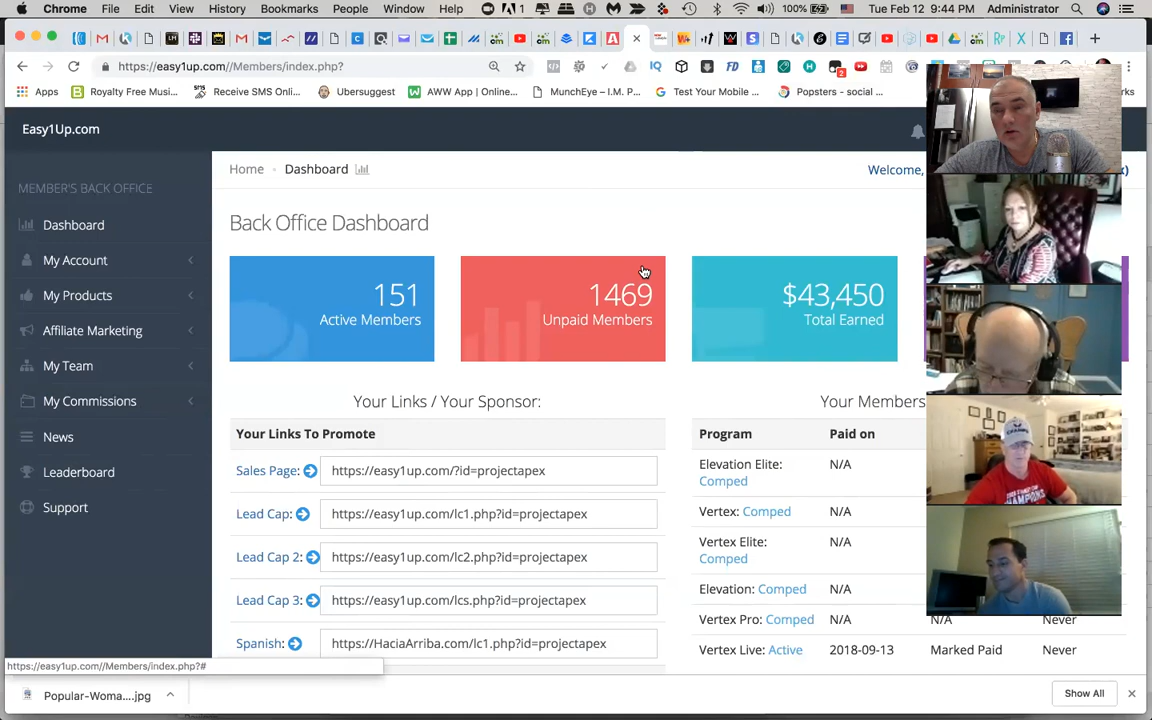 Chrome File Edit View History Bookmarks People Window Help 100% Tue Feb 12 9:44 PM Administrator
https://easy1up.com//Members/index.php?
Apps Royalty Free Musi... Receive SMS Onlin... Ubersuggest AWW App | Online... MunchEye – I.M. P... Test Your Mobile ... Popsters - social ...
Easy1Up.com
Home Dashboard Welcome,
MEMBER'S BACK OFFICE
Dashboard
My Account
My Products
Affiliate Marketing
My Team
My Commissions
News
Leaderboard
Support
Back Office Dashboard
151
Active Members
1469
Unpaid Members
$43,450
Total Earned
Your Links / Your Sponsor:
Your Links To Promote
Sales Page: https://easy1up.com/?id=projectapex
Lead Cap: https://easy1up.com/lc1.php?id=projectapex
Lead Cap 2: https://easy1up.com/lc2.php?id=projectapex
Lead Cap 3: https://easy1up.com/lcs.php?id=projectapex
Spanish: https://HaciaArriba.com/lc1.php?id=projectapex
Your Members
Program Paid on
Elevation Elite: Comped N/A
Vertex: Comped N/A
Vertex Elite: Comped N/A
Elevation: Comped N/A
Vertex Pro: Comped N/A N/A Never
Vertex Live: Active 2018-09-13 Marked Paid Never
https://easy1up.com//Members/index.php?#
Popular-Woma....jpg
Show All